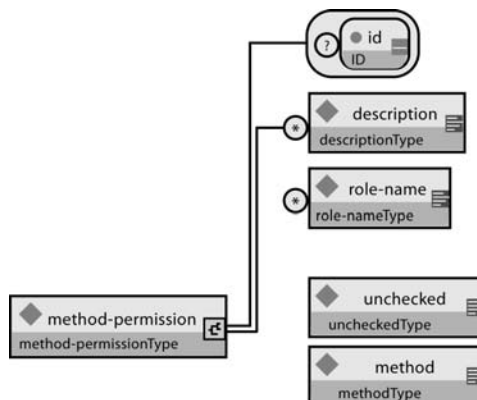 ? id
ID
* description
descriptionType
* role-name
role-nameType
method-permission
method-permissionType
unchecked
uncheckedType
method
methodType